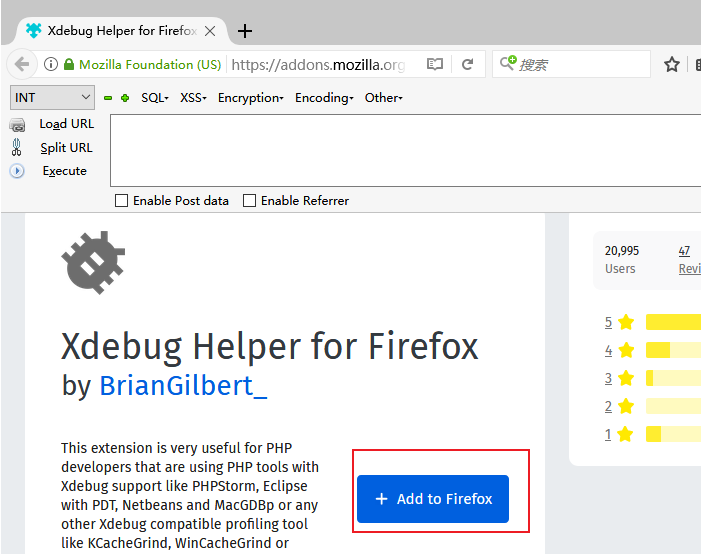 Xdebug Helper for Firefox
Mozilla Foundation (US) https://addons.mozilla.org 搜索
INT SQL XSS Encryption Encoding Other
Load URL
Split URL
Execute
Enable Post data Enable Referrer
20,995 47
Users Revi
Xdebug Helper for Firefox
by BrianGilbert_
5
4
3
2
1
This extension is very useful for PHP
developers that are using PHP tools with
Xdebug support like PHPStorm, Eclipse
with PDT, Netbeans and MacGDBp or any
other Xdebug compatible profiling tool
like KCacheGrind, WinCacheGrind or
+ Add to Firefox